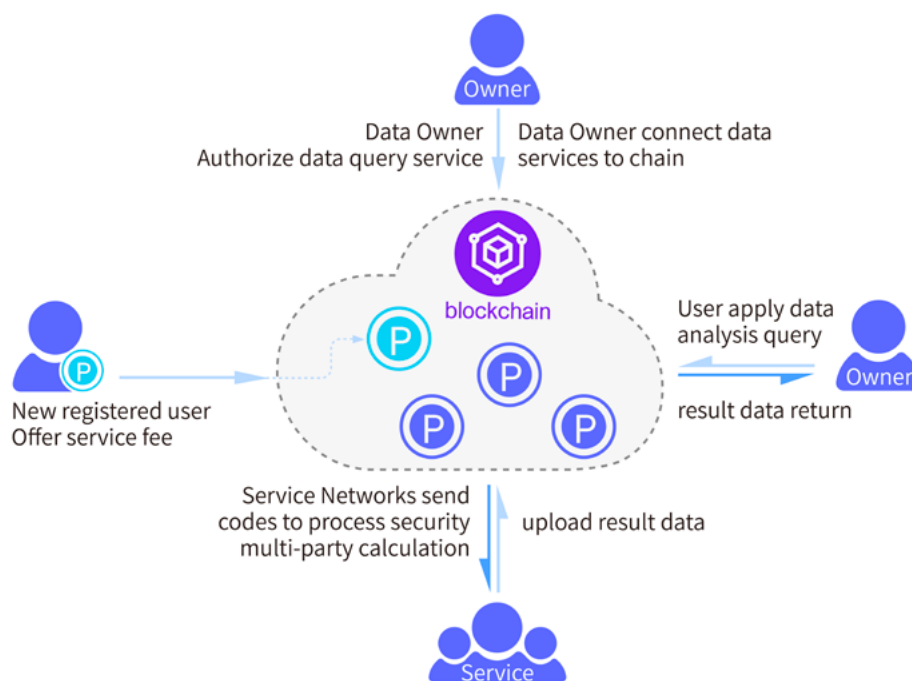 Owner
Data Owner
Authorize data query service
Data Owner connect data
services to chain
blockchain
P
P
P
P
P
New registered user
Offer service fee
User apply data
analysis query
Owner
result data return
Service Networks send
codes to process security
multi-party calculation
upload result data
Service